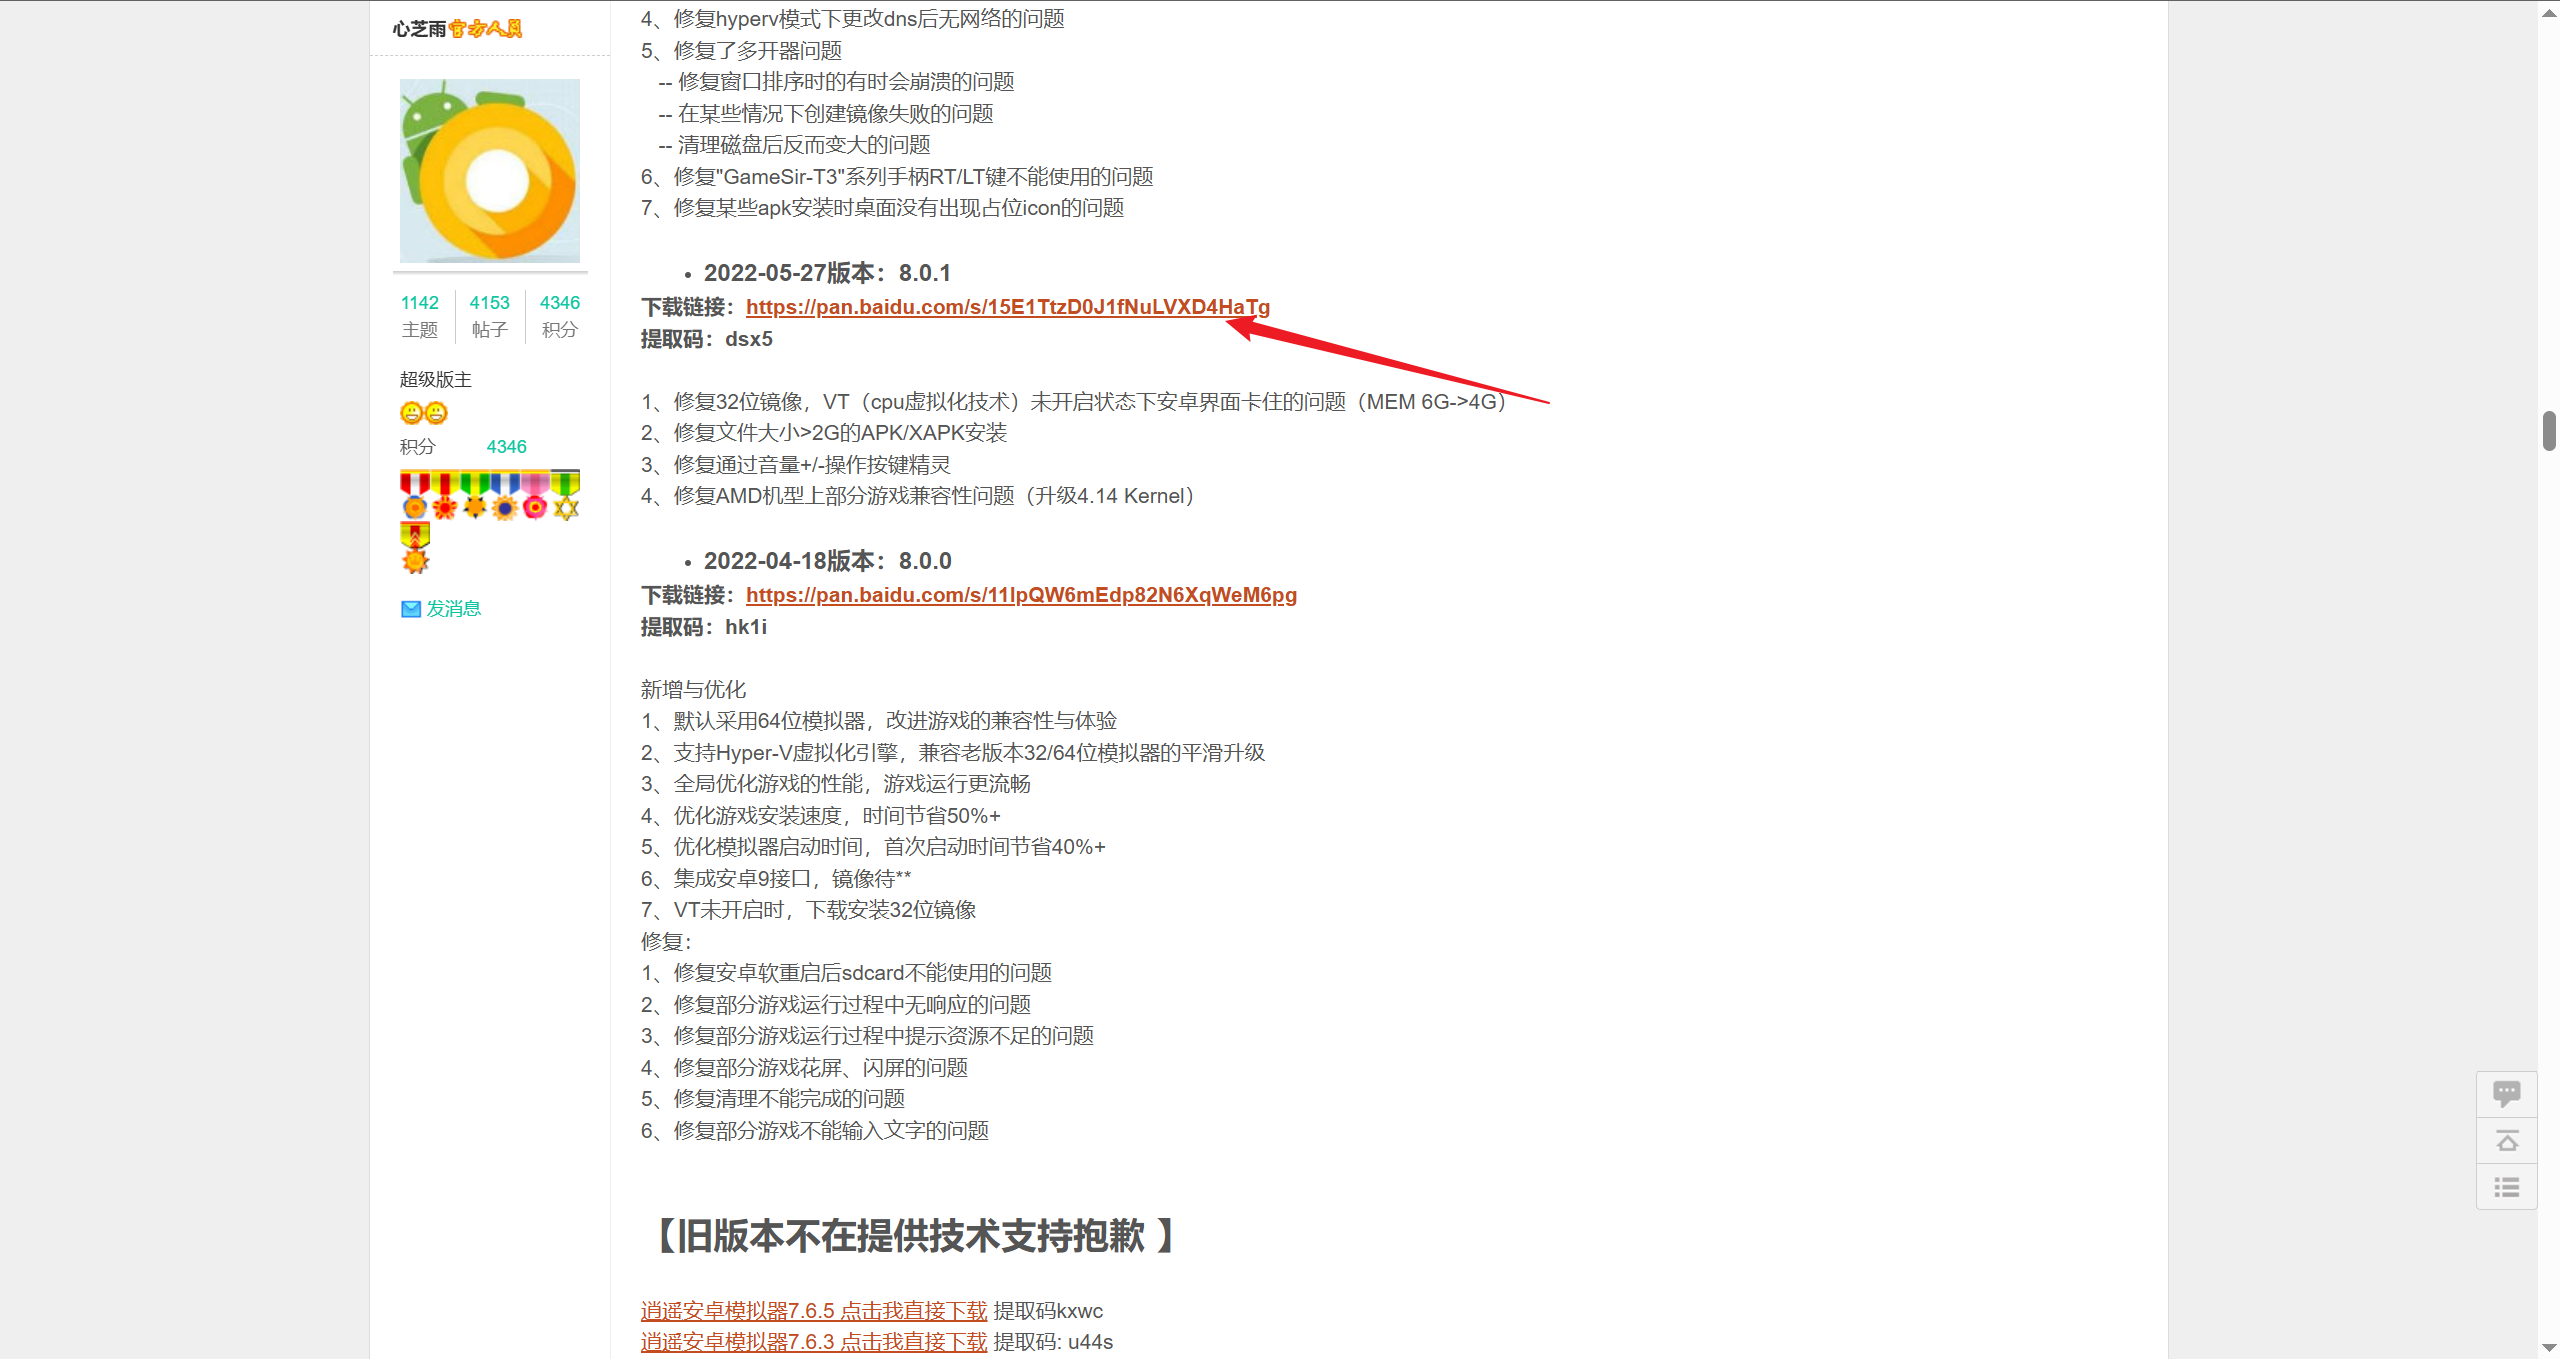 心芝雨官方人员
1142 4153 4346
主题 帖子 积分
超级版主
积分 4346
发消息
4、修复hyperv模式下更改dns后无网络的问题
5、修复了多开器问题
-- 修复窗口排序时的有时会崩溃的问题
-- 在某些情况下创建镜像失败的问题
-- 清理磁盘后反而变大的问题
6、修复"GameSir-T3"系列手柄RT/LT键不能使用的问题
7、修复某些apk安装时桌面没有出现占位icon的问题
• 2022-05-27版本：8.0.1
下载链接：https://pan.baidu.com/s/15E1TtzD0J1fNuLVXD4HaTg
提取码：dsx5
1、修复32位镜像，VT（cpu虚拟化技术）未开启状态下安卓界面卡住的问题（MEM 6G->4G）
2、修复文件大小>2G的APK/XAPK安装
3、修复通过音量+/-操作按键精灵
4、修复AMD机型上部分游戏兼容性问题（升级4.14 Kernel）
• 2022-04-18版本：8.0.0
下载链接：https://pan.baidu.com/s/11lpQW6mEdp82N6XqWeM6pg
提取码：hk1i
新增与优化
1、默认采用64位模拟器，改进游戏的兼容性与体验
2、支持Hyper-V虚拟化引擎，兼容老版本32/64位模拟器的平滑升级
3、全局优化游戏的性能，游戏运行更流畅
4、优化游戏安装速度，时间节省50%+
5、优化模拟器启动时间，首次启动时间节省40%+
6、集成安卓9接口，镜像待**
7、VT未开启时，下载安装32位镜像
修复：
1、修复安卓软重启后sdcard不能使用的问题
2、修复部分游戏运行过程中无响应的问题
3、修复部分游戏运行过程中提示资源不足的问题
4、修复部分游戏花屏、闪屏的问题
5、修复清理不能完成的问题
6、修复部分游戏不能输入文字的问题
【旧版本不在提供技术支持抱歉 】
逍遥安卓模拟器7.6.5 点击我直接下载 提取码kxwc
逍遥安卓模拟器7.6.3 点击我直接下载 提取码: u44s